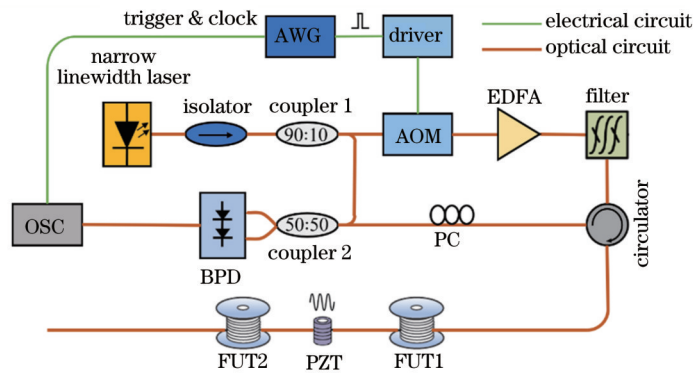 trigger & clock
AWG
driver
electrical circuit
optical circuit
narrow
linewidth laser
isolator
coupler 1
90:10
AOM
EDFA
filter
OSC
BPD
50:50
coupler 2
PC
circulator
FUT2
PZT
FUT1